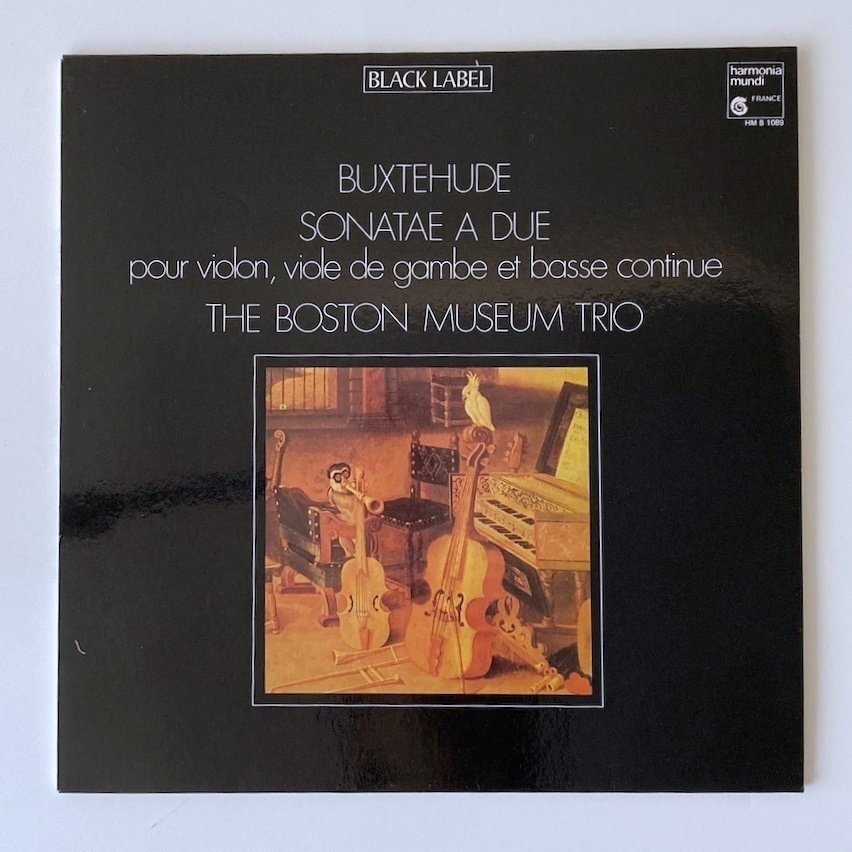 BLACK LABEL
harmonia
mundi
FRANCE
HM B 1089
BUXTEHUDE
SONATAE A DUE
pour violon, viole de gambe et basse continue
THE BOSTON MUSEUM TRIO